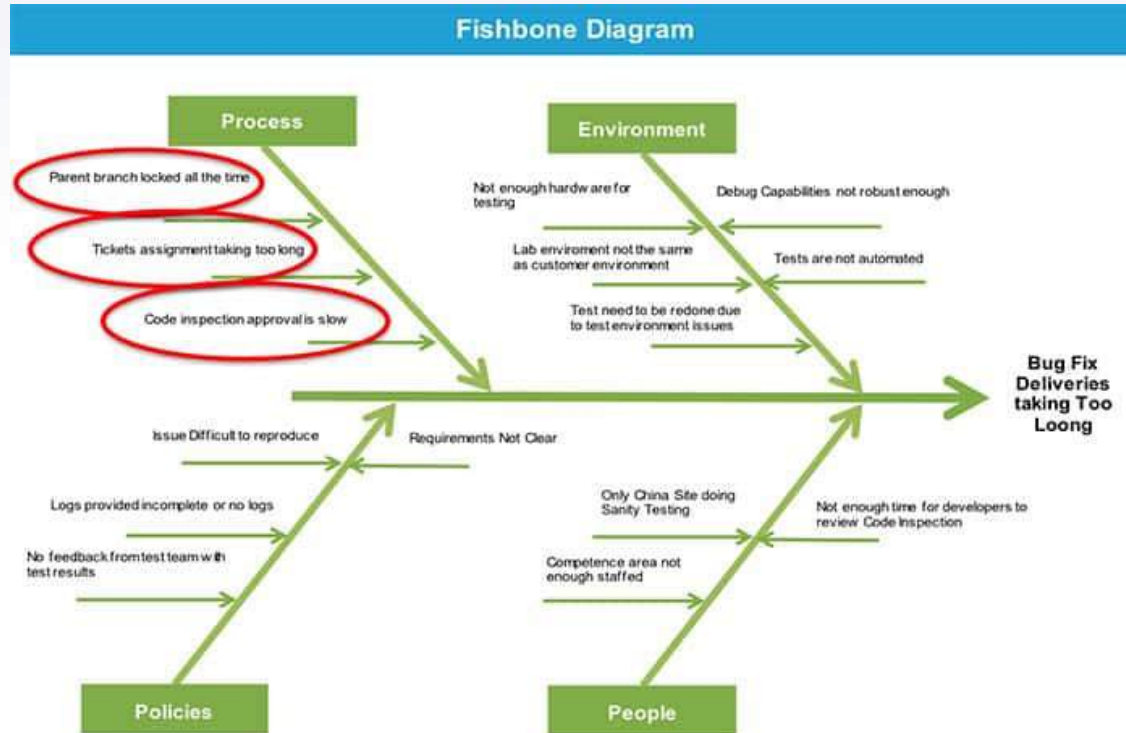 Fishbone Diagram
Process
Environment
Parent branch locked all the time
Tickets assignment taking too long
Code inspection approval is slow
Not enough hardware for
testing
Debug Capabilities not robust enough
Lab enviroment not the same
as customer environment
Tests are not automated
Test need to be redone due
to test environment issues
Bug Fix
Deliveries
taking Too
Loong
Issue Difficult to reproduce
Requirements Not Clear
Logs provided incomplete or no logs
No feedback from test team with
test results
Only China Site doing
Sanity Testing
Not enough time for developers to
review Code Inspection
Competence area not
enough staffed
Policies
People